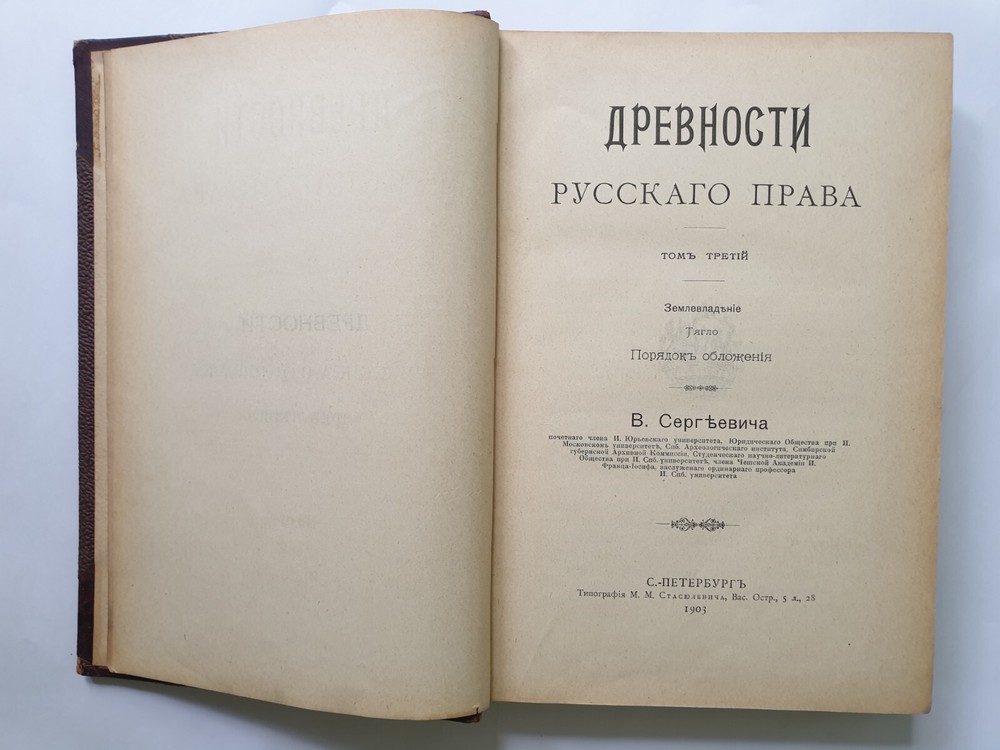 ДРЕВНОСТИ
РУССКАГО ПРАВА
ТОМЪ ТРЕТІЙ
Землевладѣніе
Тягло
Порядокъ обложенія
В. Сергѣевича
почетнаго члена И. Юрьевскаго университета, Юридическаго Общества при И.
Московскомъ университетѣ, Спб. Археологическаго института, Симбирской
губернской Архивной Коммиссіи, Студенческаго научно-литературнаго
Общества при И. Спб. университетѣ, члена Чешской Академіи И.
Франца-Іосифа, заслуженаго ординарнаго профессора
И. Спб. университета
С.-ПЕТЕРБУРГЪ
Типографія М. М. Стасюлевича, Вас. Остр., 5 л., 28
1903